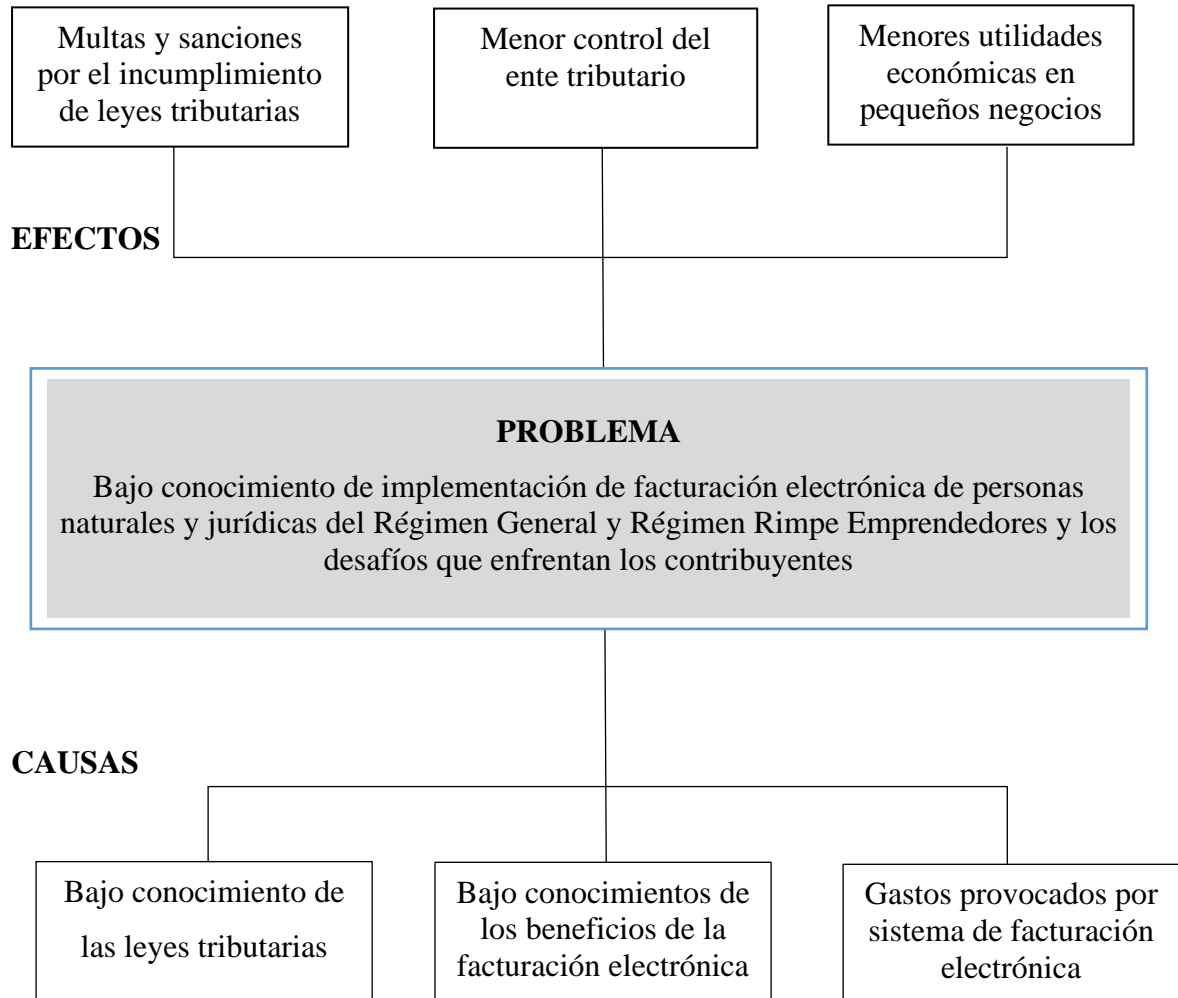 Multas y sanciones
por el incumplimiento
de leyes tributarias
Menor control del
ente tributario
Menores utilidades
económicas en
pequeños negocios
EFECTOS
PROBLEMA
Bajo conocimiento de implementación de facturación electrónica de personas
naturales y jurídicas del Régimen General y Régimen Rimpe Emprendedores y los
desafíos que enfrentan los contribuyentes
CAUSAS
Bajo conocimiento de
las leyes tributarias
Bajo conocimientos de
los beneficios de la
facturación electrónica
Gastos provocados por
sistema de facturación
electrónica